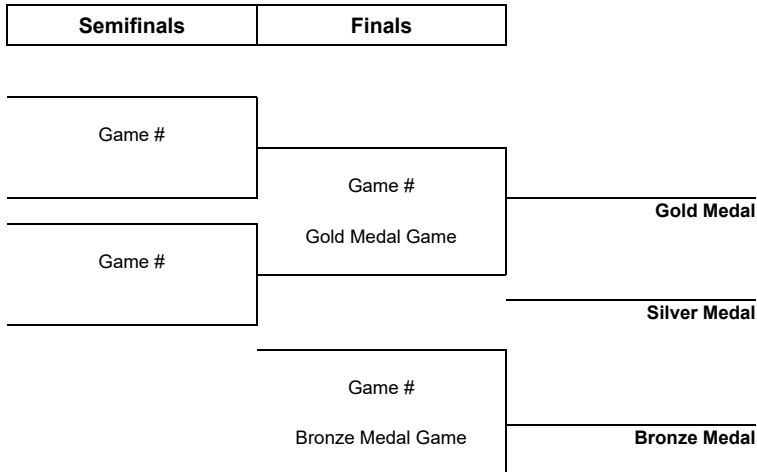 Semifinals Finals
Game #
Game #
Gold Medal Game
Gold Medal
Game #
Silver Medal
Game #
Bronze Medal Game
Bronze Medal